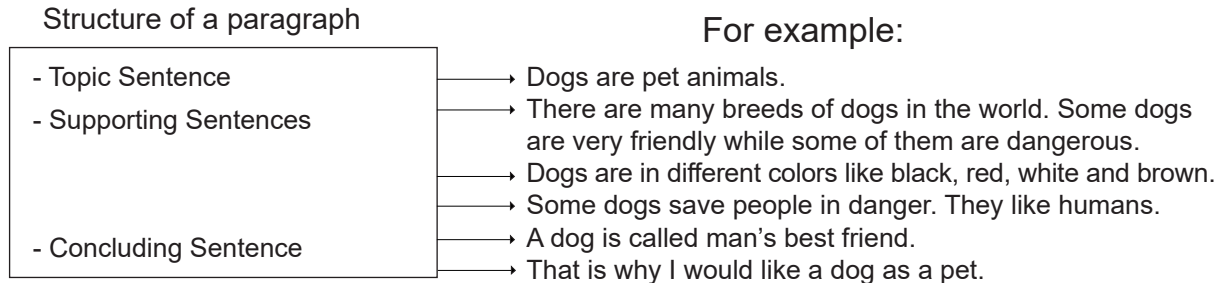 Structure of a paragraph
For example:
- Topic Sentence
- Supporting Sentences
- Concluding Sentence
Dogs are pet animals.
There are many breeds of dogs in the world. Some dogs
are very friendly while some of them are dangerous.
Dogs are in different colors like black, red, white and brown.
Some dogs save people in danger. They like humans.
A dog is called man’s best friend.
That is why I would like a dog as a pet.